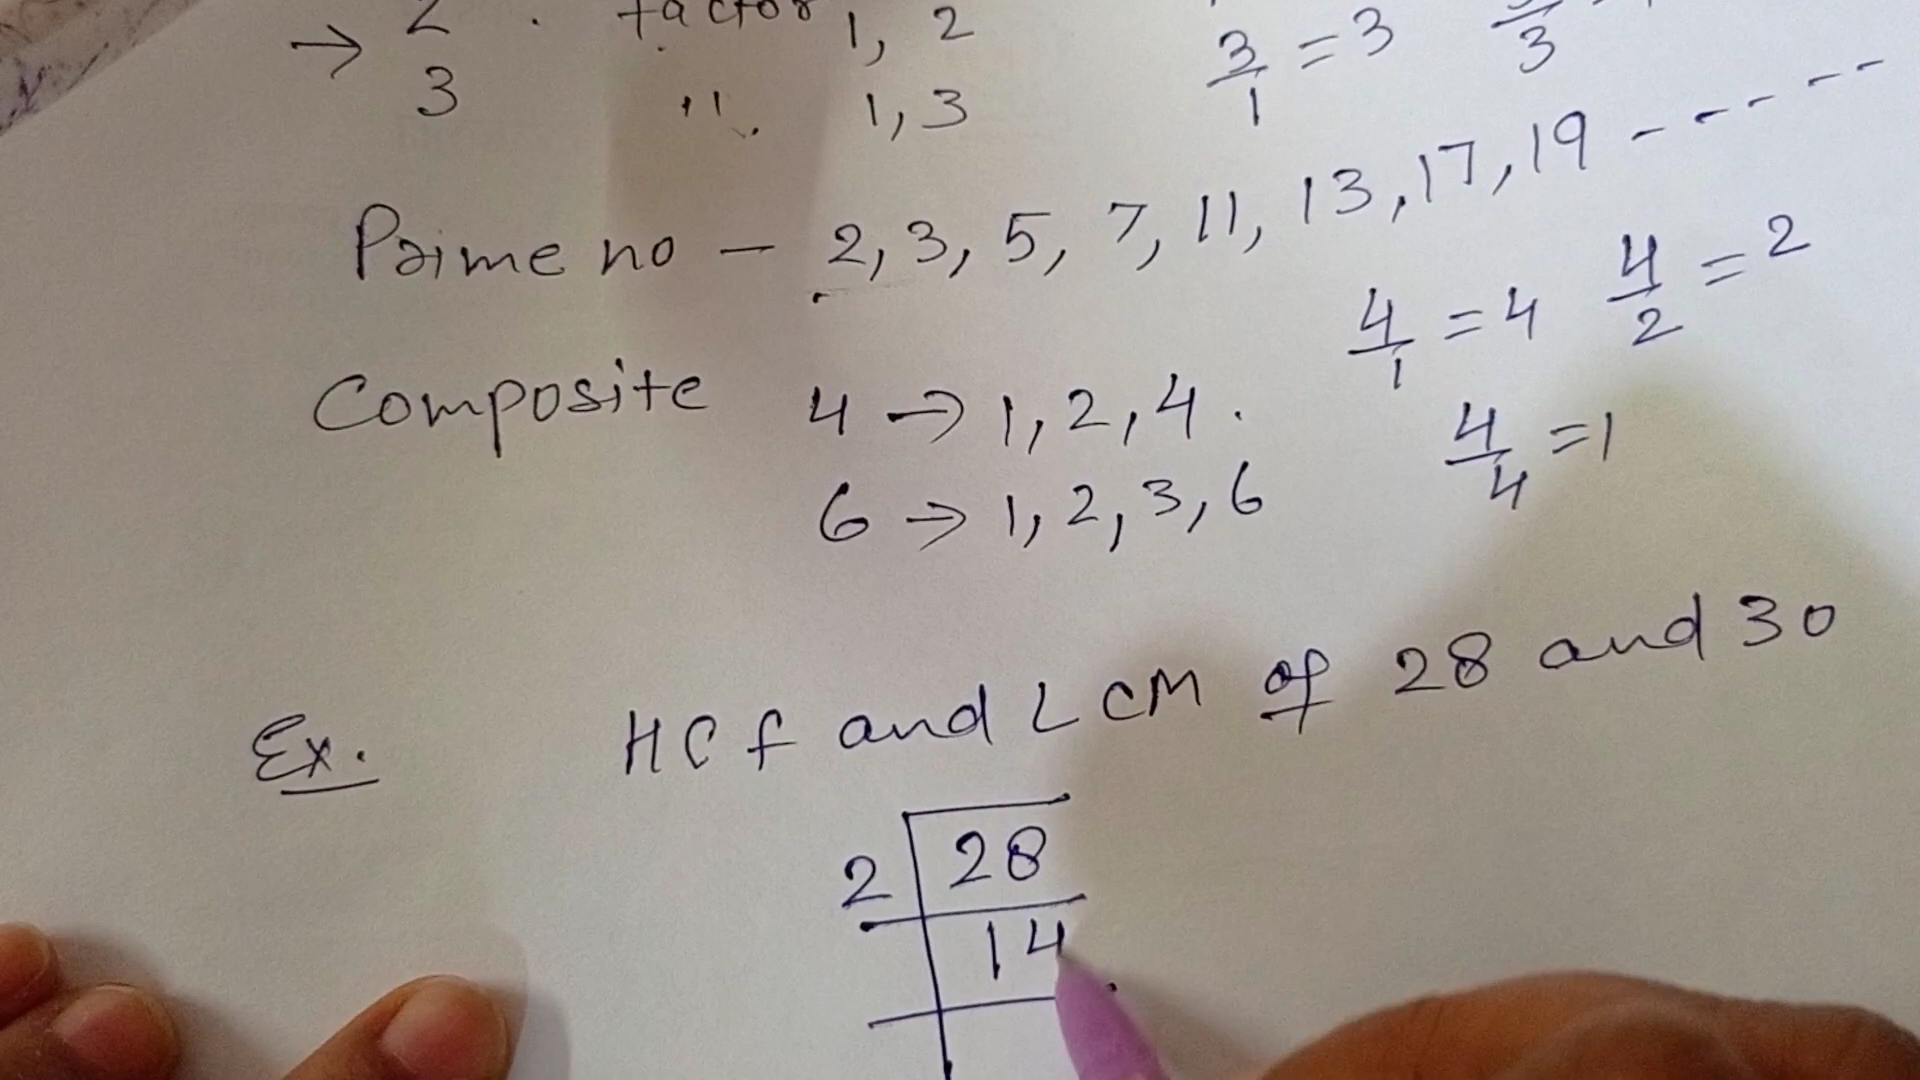 → 2 . factor 1, 2
3 " 1, 3 3/1 = 3 3/3
Prime no - 2, 3, 5, 7, 11, 13, 17, 19 - - - - -
Composite 4 → 1, 2, 4 . 4/1 = 4 4/2 = 2
6 → 1, 2, 3, 6 4/4 = 1
Ex. HCf and LCM of 28 and 30
2 28
14